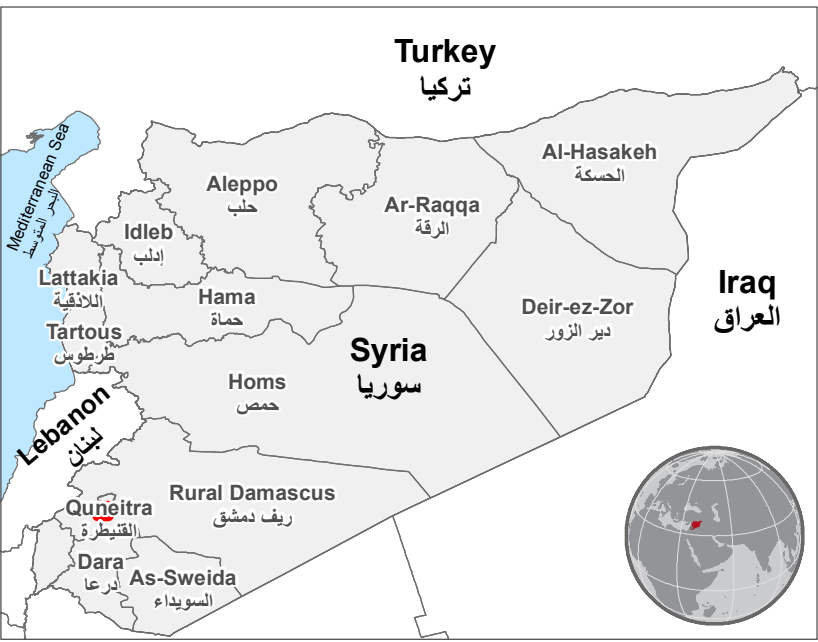 Turkey
تركيا
Mediterranean Sea
البحر المتوسط
Al-Hasakeh
الحسكة
Aleppo
حلب
Ar-Raqqa
الرقة
Idleb
إدلب
Lattakia
اللاذقية
Hama
حماة
Deir-ez-Zor
دير الزور
Iraq
العراق
Tartous
طرطوس
Syria
سوريا
Homs
حمص
Lebanon
لبنان
Rural Damascus
ريف دمشق
Quneitra
القنيطرة
Dara
درعا
As-Sweida
السويداء